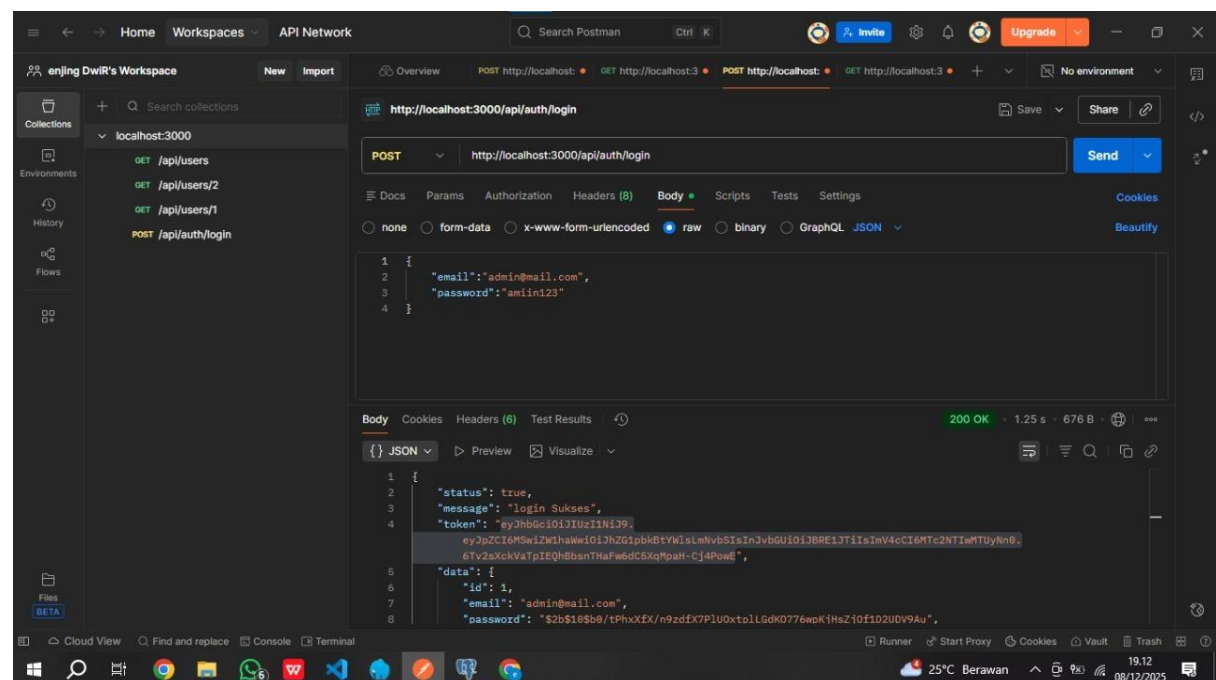 Home Workspaces API Network Search Postman Ctrl K Invite Upgrade
enjing DwiR's Workspace New Import Overview POST http://localhost: GET http://localhost:3 POST http://localhost: GET http://localhost:3 No environment
Collections
Environments
History
Flows
Files
BETA
Search collections
localhost:3000
GET /api/users
GET /api/users/2
GET /api/users/1
POST /api/auth/login
HTTP http://localhost:3000/api/auth/login Save Share
POST http://localhost:3000/api/auth/login Send
Docs Params Authorization Headers (8) Body Scripts Tests Settings Cookies
none form-data x-www-form-urlencoded raw binary GraphQL JSON Beautify
1 {
2 "email":"admin@mail.com",
3 "password":"amiin123"
4 }
Body Cookies Headers (6) Test Results 200 OK 1.25 s 676 B
{} JSON Preview Visualize
1 {
2 "status": true,
3 "message": "login Sukses",
4 "token": "eyJhbGciOiJIUzI1NiJ9.
eyJpZCI6MSwiZW1haWwiOiJhZG1pbkBtYWlsLmNvbSIsInJvbGUiOiJBRE1JTiIsImV4cCI6MTc2NTIwMTUyNn0.
6Tv2sXckVaTpIEQhBbsnTHaFw6dC6XqMpaH-Cj4PowE",
5 "data": {
6 "id": 1,
7 "email": "admin@mail.com",
8 "password": "$2b$10$b0/tPhxXfX/n9zdfX7PlUOxtplLGdKO776wpKjHsZjOf1D2UDV9Au",
Cloud View Find and replace Console Terminal Runner Start Proxy Cookies Vault Trash
25°C Berawan 19.12
08/12/2025